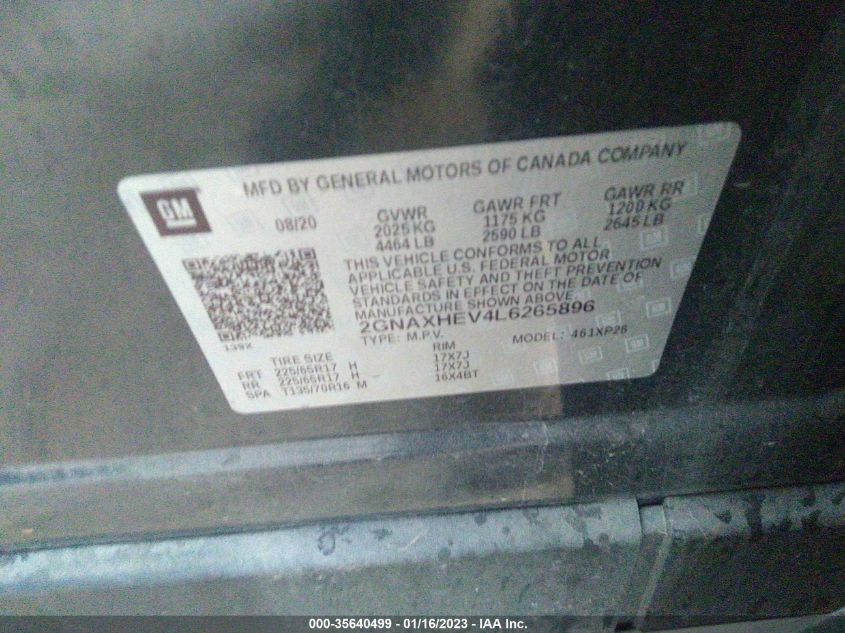 MFD BY GENERAL MOTORS OF CANADA COMPANY
GM
08/20
GVWR
2025 KG
4464 LB
GAWR FRT
1175 KG
2590 LB
GAWR RR
1200 KG
2645 LB
THIS VEHICLE CONFORMS TO ALL
APPLICABLE U.S. FEDERAL MOTOR
VEHICLE SAFETY AND THEFT PREVENTION
STANDARDS IN EFFECT ON THE DATE OF
MANUFACTURE SHOWN ABOVE.
2GNAXHEV4L6265896
TYPE: M.P.V. MODEL: 461XP26
139X
TIRE SIZE RIM
FRT 225/65R17 H 17X7J
RR 225/65R17 H 17X7J
SPA T135/70R16 M 16X4BT
000-35640499 - 01/16/2023 - IAA Inc.